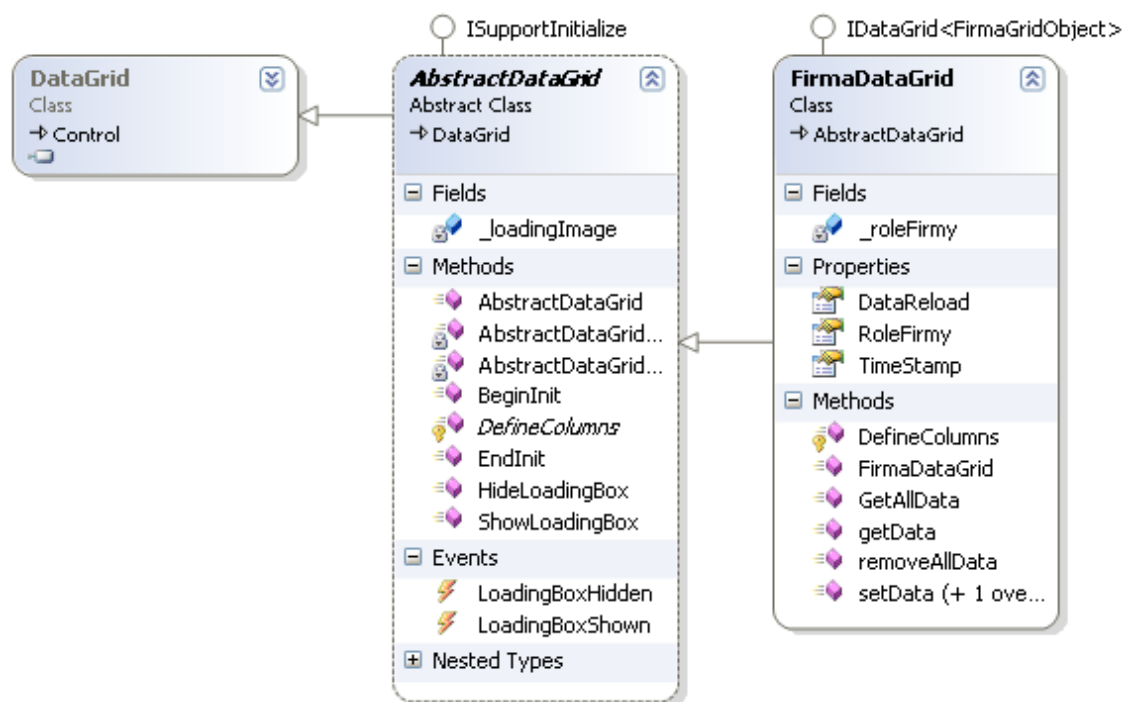 ISupportInitialize
IDataGrid<FirmaGridObject>
DataGrid
Class
Control
AbstractDataGrid
Abstract Class
DataGrid
Fields
_loadingImage
Methods
AbstractDataGrid
AbstractDataGrid...
AbstractDataGrid...
BeginInit
DefineColumns
EndInit
HideLoadingBox
ShowLoadingBox
Events
LoadingBoxHidden
LoadingBoxShown
Nested Types
FirmaDataGrid
Class
AbstractDataGrid
Fields
_roleFirmy
Properties
DataReload
RoleFirmy
TimeStamp
Methods
DefineColumns
FirmaDataGrid
GetAllData
getData
removeAllData
setData (+ 1 ove...